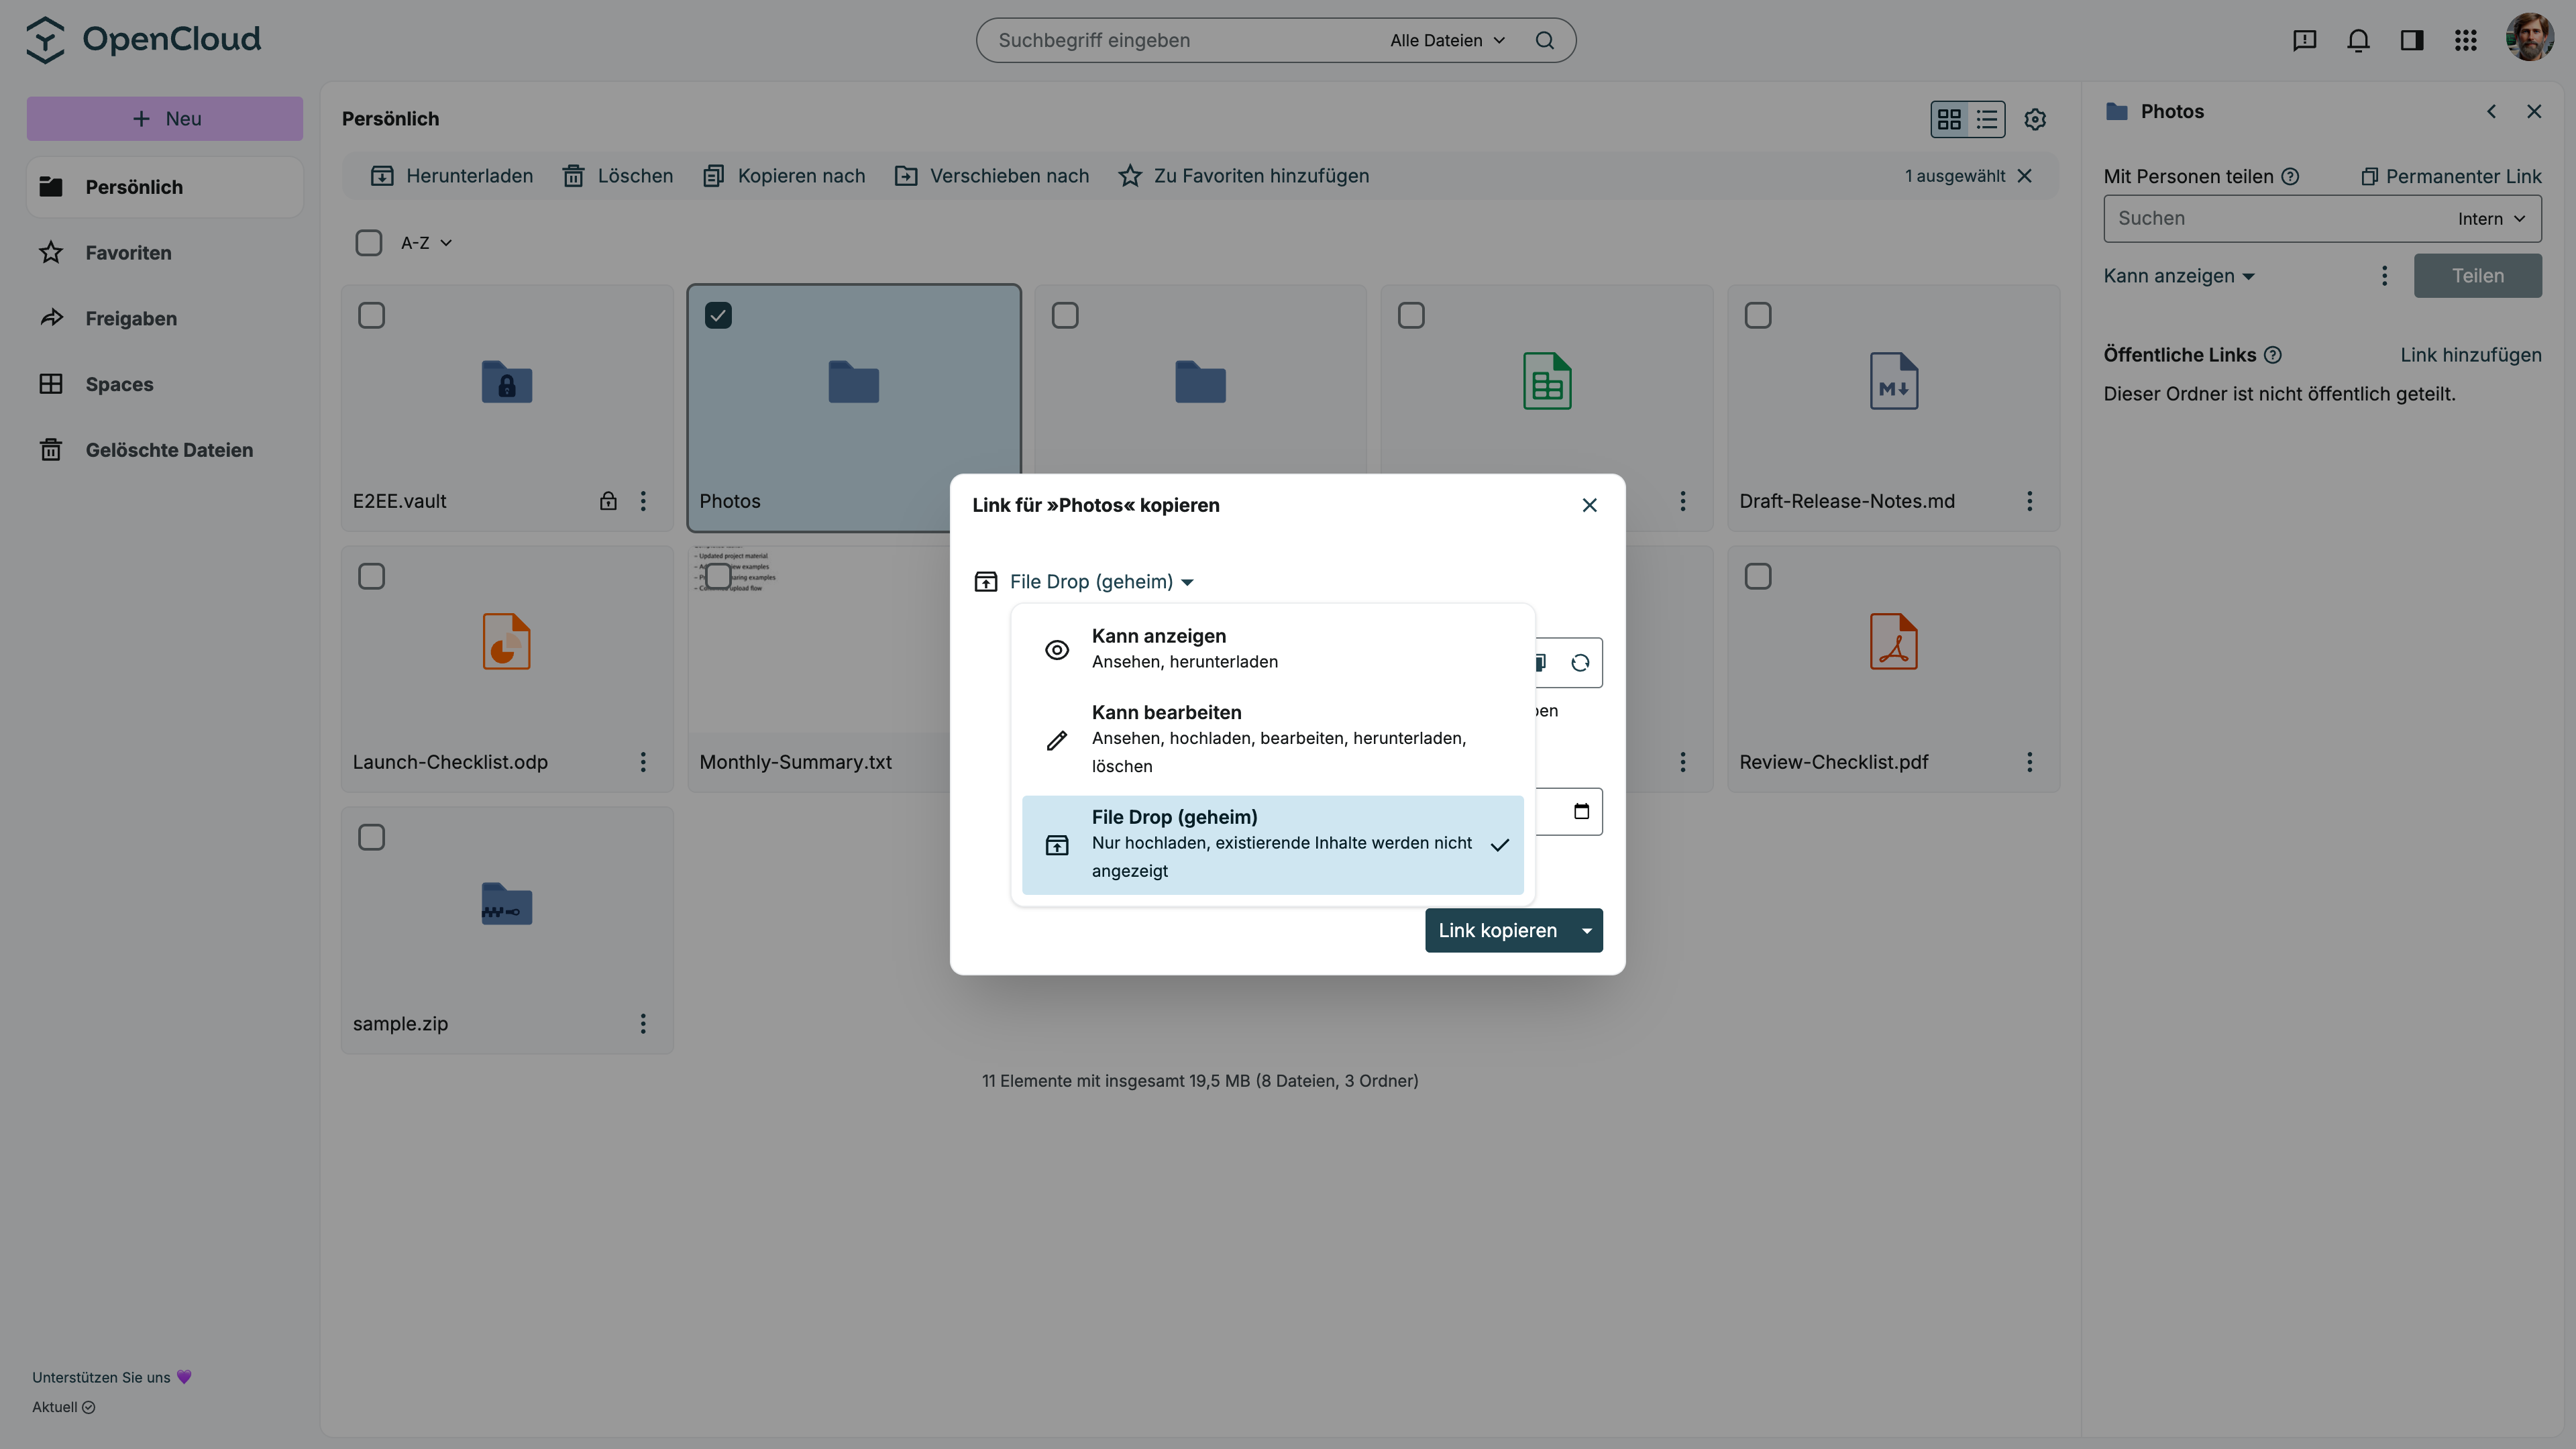 OpenCloud
Suchbegriff eingeben
Alle Dateien
Neu
Persönlich
Favoriten
Freigaben
Spaces
Gelöschte Dateien
Unterstützen Sie uns 💜
Aktuell
Persönlich
Herunterladen
Löschen
Kopieren nach
Verschieben nach
Zu Favoriten hinzufügen
1 ausgewählt
A-Z
E2EE.vault
Photos
M
Draft-Release-Notes.md
Launch-Checklist.odp
– Updated project material
Monthly-Summary.txt
Review-Checklist.pdf
sample.zip
11 Elemente mit insgesamt 19,5 MB (8 Dateien, 3 Ordner)
Link für »Photos« kopieren
File Drop (geheim)
Kann anzeigen
Ansehen, herunterladen
Kann bearbeiten
Ansehen, hochladen, bearbeiten, herunterladen,
löschen
File Drop (geheim)
Nur hochladen, existierende Inhalte werden nicht
angezeigt
Link kopieren
Photos
Mit Personen teilen
Permanenter Link
Suchen
Intern
Kann anzeigen
Teilen
Öffentliche Links
Link hinzufügen
Dieser Ordner ist nicht öffentlich geteilt.